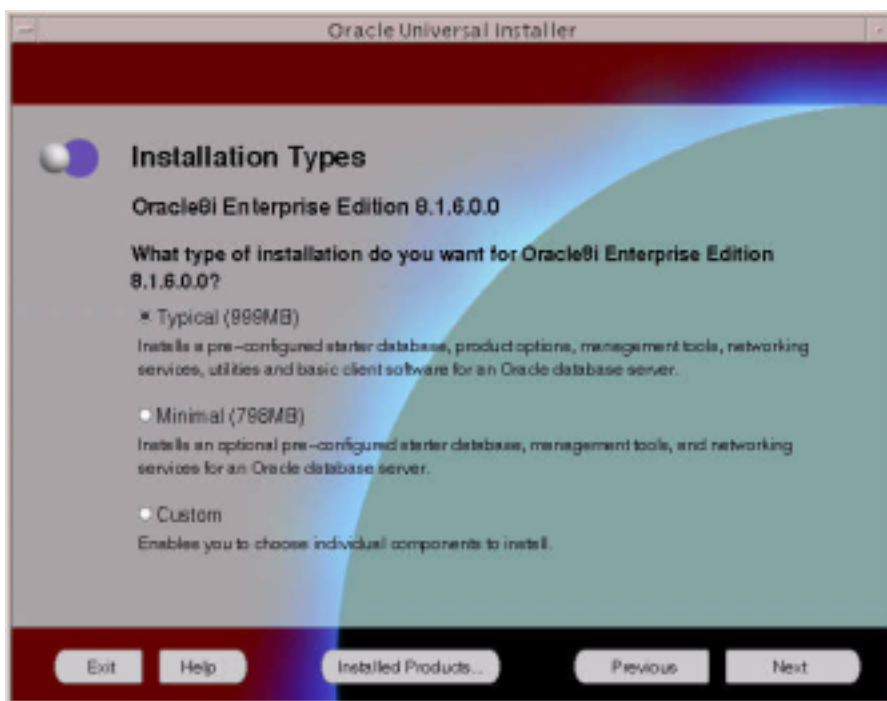 Oracle Universal Installer
Installation Types
Oracle8i Enterprise Edition 8.1.6.0.0
What type of installation do you want for Oracle8i Enterprise Edition
8.1.6.0.0?
Typical (999MB)
Installs a pre-configured starter database, product options, management tools, networking
services, utilities and basic client software for an Oracle database server.
Minimal (798MB)
Installs an optional pre-configured starter database, management tools, and networking
services for an Oracle database server.
Custom
Enables you to choose individual components to install.
Exit Help Installed Products... Previous Next